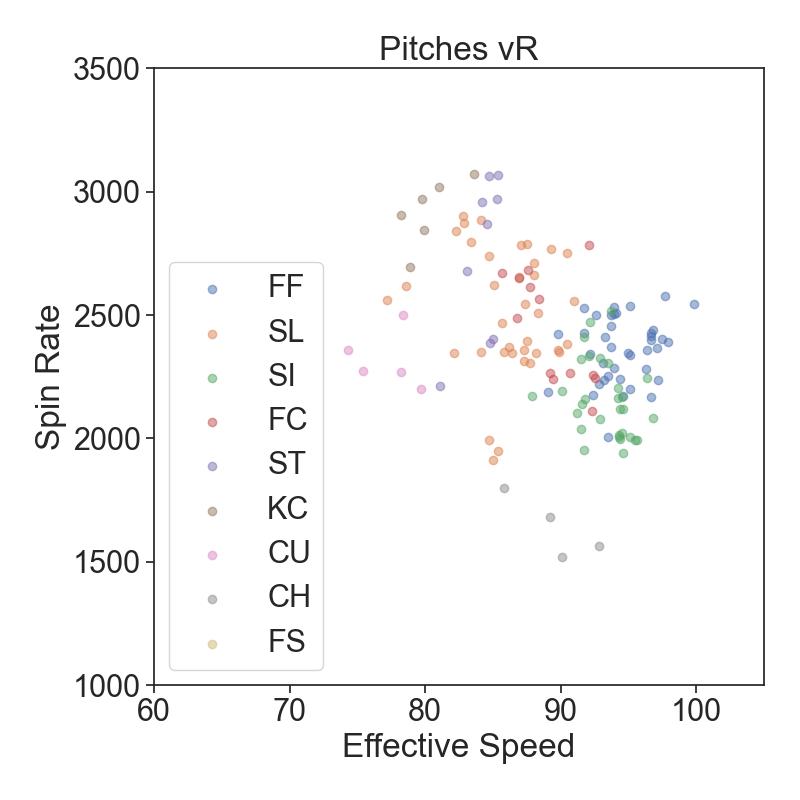 Pitches vR
3500
3000
2500
2000
1500
1000
Spin Rate
FF
SL
SI
FC
ST
KC
CU
CH
FS
60 70 80 90 100
Effective Speed